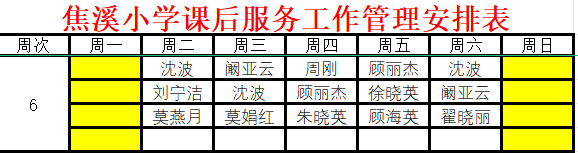 焦溪小学课后服务工作管理安排表
周次 周一 周二 周三 周四 周五 周六 周日
沈波 阚亚云 周刚 顾丽杰 沈波
6 刘宁洁 沈波 顾丽杰 徐晓英 阚亚云
莫燕月 莫娟红 朱晓英 顾海英 翟晓丽